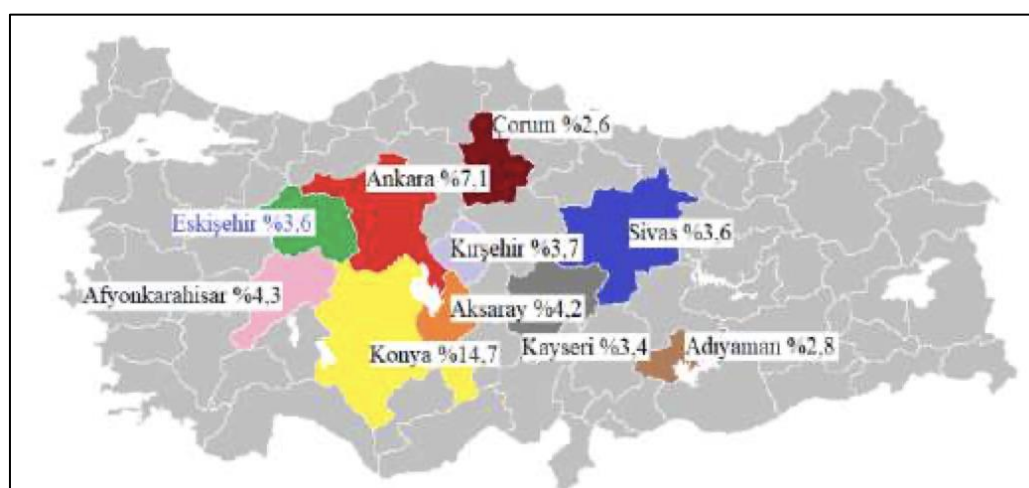 Çorum %2,6
Ankara %7,1
Eskişehir %3,6
Sivas %3,6
Kırşehir %3,7
Afyonkarahisar %4,3
Aksaray %4,2
Konya %14,7
Kayseri %3,4
Adıyaman %2,8